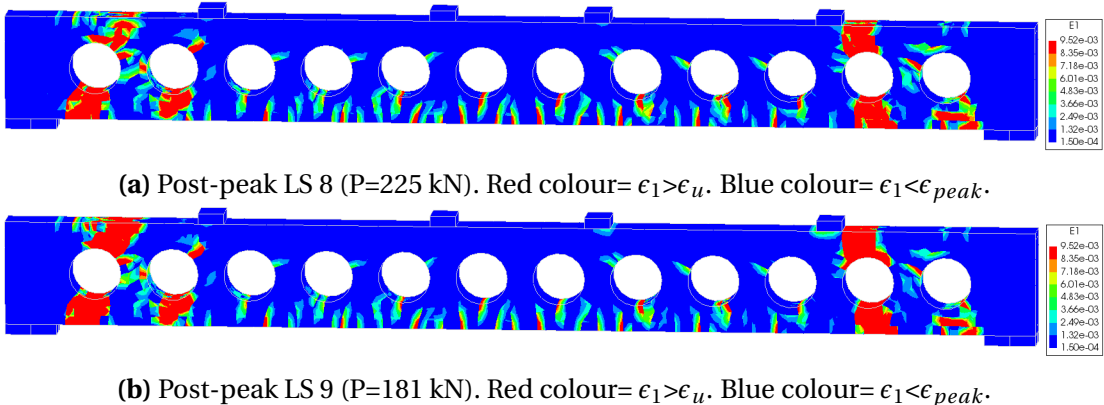 E1
9.52e-03
8.35e-03
7.18e-03
6.01e-03
4.83e-03
3.66e-03
2.49e-03
1.32e-03
1.50e-04
(a) Post-peak LS 8 (P=225 kN). Red colour= ϵ1>ϵu. Blue colour= ϵ1<ϵpeak.
E1
9.52e-03
8.35e-03
7.18e-03
6.01e-03
4.83e-03
3.66e-03
2.49e-03
1.32e-03
1.50e-04
(b) Post-peak LS 9 (P=181 kN). Red colour= ϵ1>ϵu. Blue colour= ϵ1<ϵpeak.